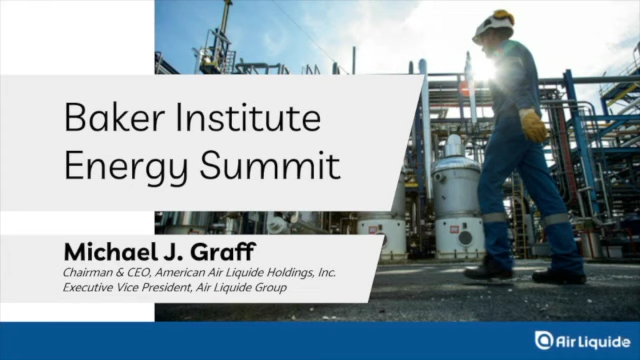 Baker Institute
Energy Summit
Michael J. Graff
Chairman & CEO, American Air Liquide Holdings, Inc.
Executive Vice President, Air Liquide Group
Air Liquide